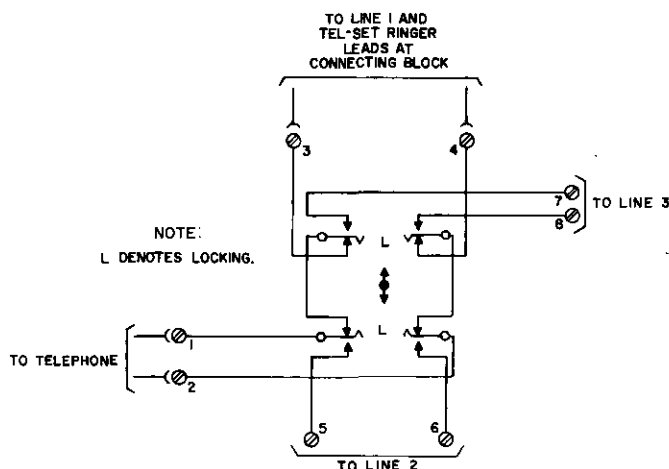 TO LINE 1 AND
TEL-SET RINGER
LEADS AT
CONNECTING BLOCK
3
4
7
TO LINE 3
8
NOTE:
L DENOTES LOCKING.
L
L
1
TO TELEPHONE
2
5
6
TO LINE 2